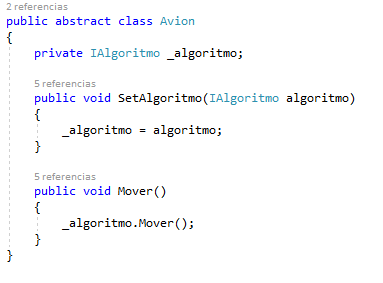 2 referencias
public abstract class Avion
{
    private IAlgoritmo _algoritmo;
    5 referencias
    public void SetAlgoritmo(IAlgoritmo algoritmo)
    {
        _algoritmo = algoritmo;
    }
    5 referencias
    public void Mover()
    {
        _algoritmo.Mover();
    }
}